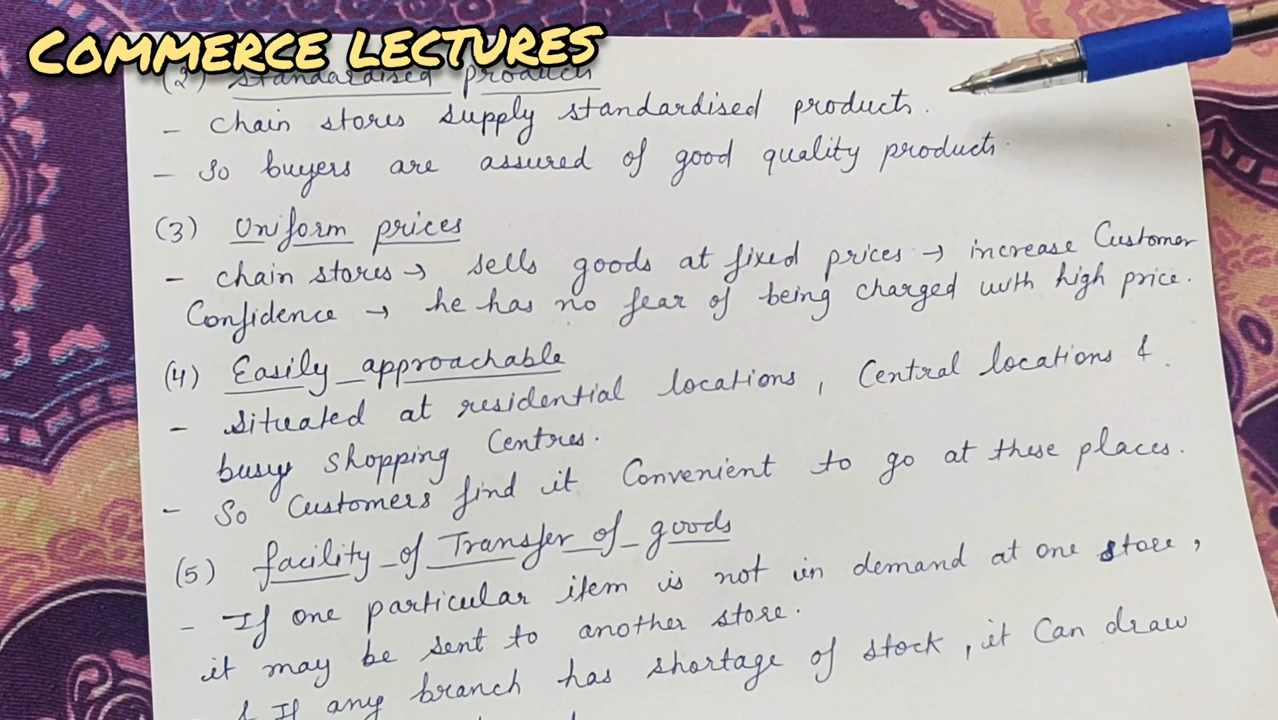 COMMERCE LECTURES
(2) Standardised products
- Chain stores supply standardised products.
- So buyers are assured of good quality products.
(3) Uniform prices
- Chain stores → sells goods at fixed prices → increase Customer
Confidence → he has no fear of being charged with high price.
(4) Easily approachable
- Situated at residential locations, Central locations &
busy shopping Centres.
- So Customers find it Convenient to go at these places.
(5) facility of Transfer of goods
- If one particular item is not in demand at one store,
it may be sent to another store.
& If any branch has shortage of stock, it Can draw